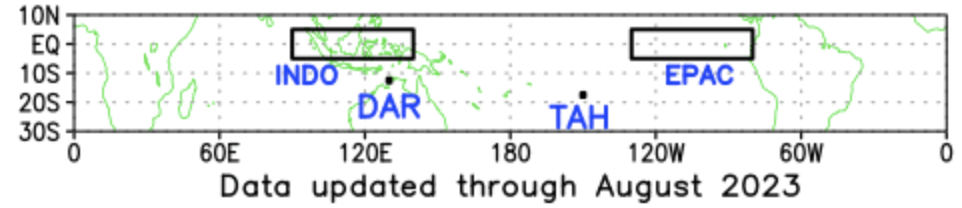 10N
EQ
10S
20S
30S
INDO
EPAC
DAR
TAH
0 60E 120E 180 120W 60W 0
Data updated through August 2023